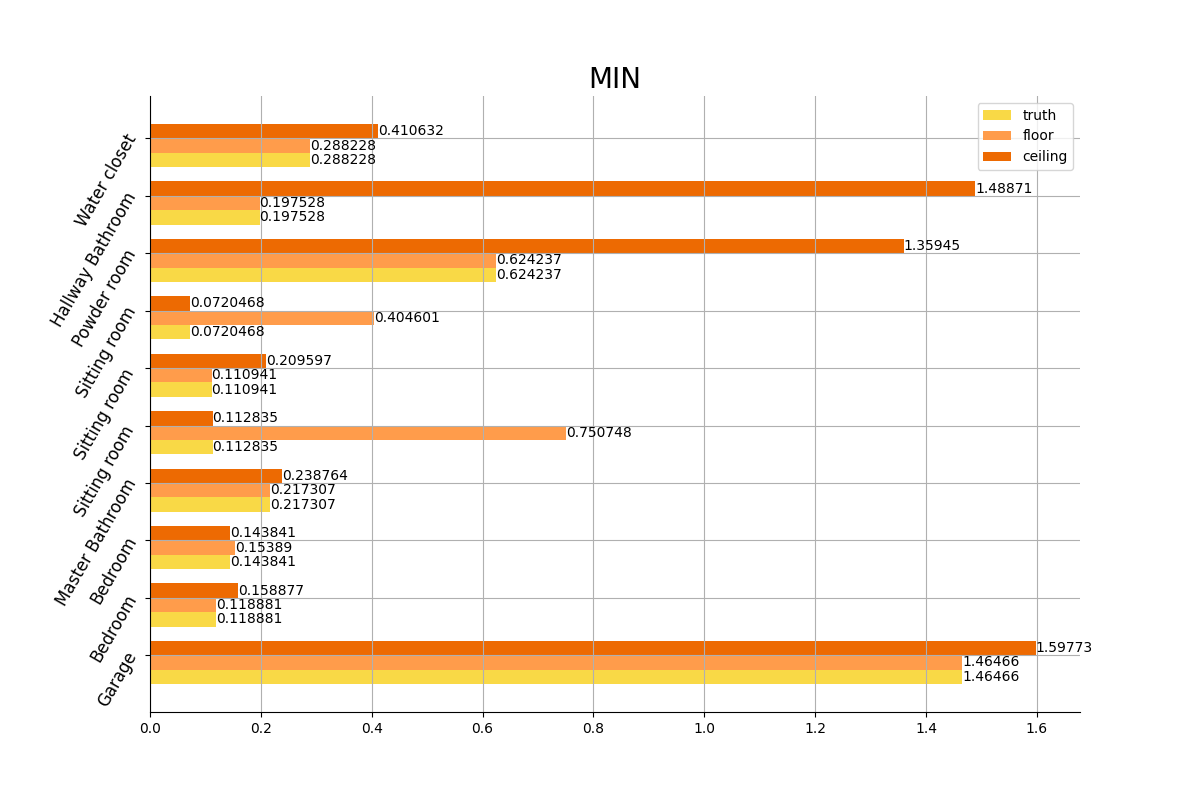 MIN
truth
floor
ceiling
Water closet
0.410632
0.288228
0.288228
Hallway Bathroom
1.48871
0.197528
0.197528
Powder room
1.35945
0.624237
0.624237
Sitting room
0.0720468
0.404601
0.0720468
Sitting room
0.209597
0.110941
0.110941
Sitting room
0.112835
0.750748
0.112835
Master Bathroom
0.238764
0.217307
0.217307
Bedroom
0.143841
0.15389
0.143841
Bedroom
0.158877
0.118881
0.118881
Garage
1.59773
1.46466
1.46466
0.0 0.2 0.4 0.6 0.8 1.0 1.2 1.4 1.6